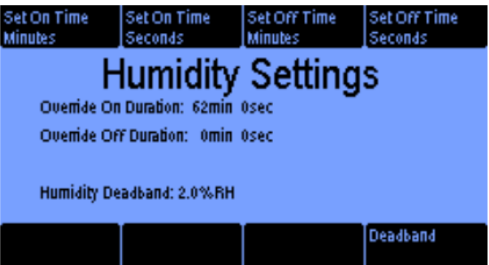 Set On Time Set On Time Set Off Time Set Off Time
Minutes Seconds Minutes Seconds
Humidity Settings
Override On Duration: 62min 0sec
Override Off Duration: 0min 0sec
Humidity Deadband: 2.0%RH
Deadband